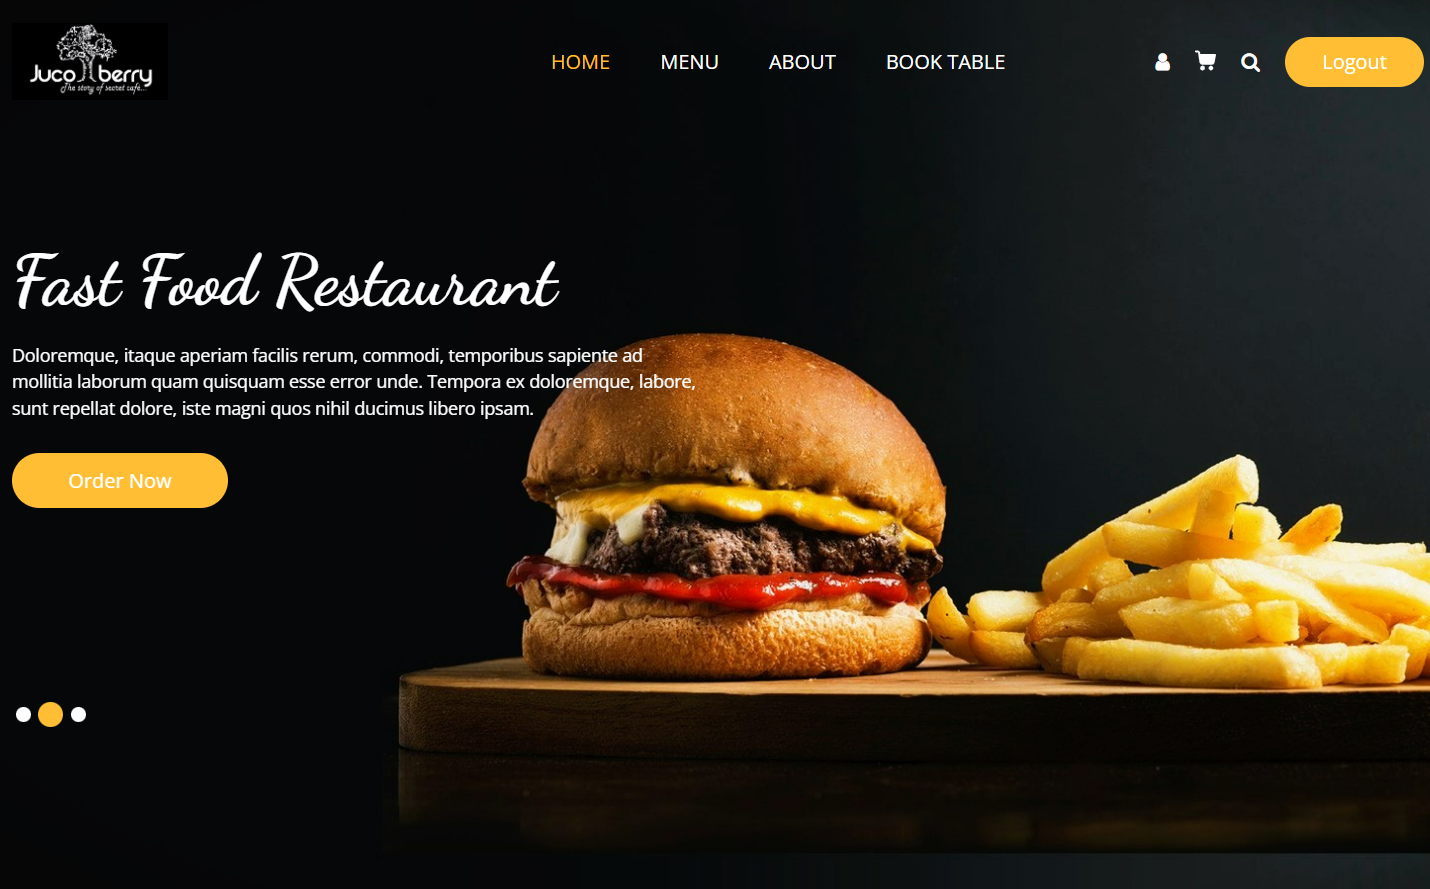 Juco berry
The story of secret cafe...
HOME
MENU
ABOUT
BOOK TABLE
Logout
Fast Food Restaurant
Doloremque, itaque aperiam facilis rerum, commodi, temporibus sapiente ad
mollitia laborum quam quisquam esse error unde. Tempora ex doloremque, labore,
sunt repellat dolore, iste magni quos nihil ducimus libero ipsam.
Order Now